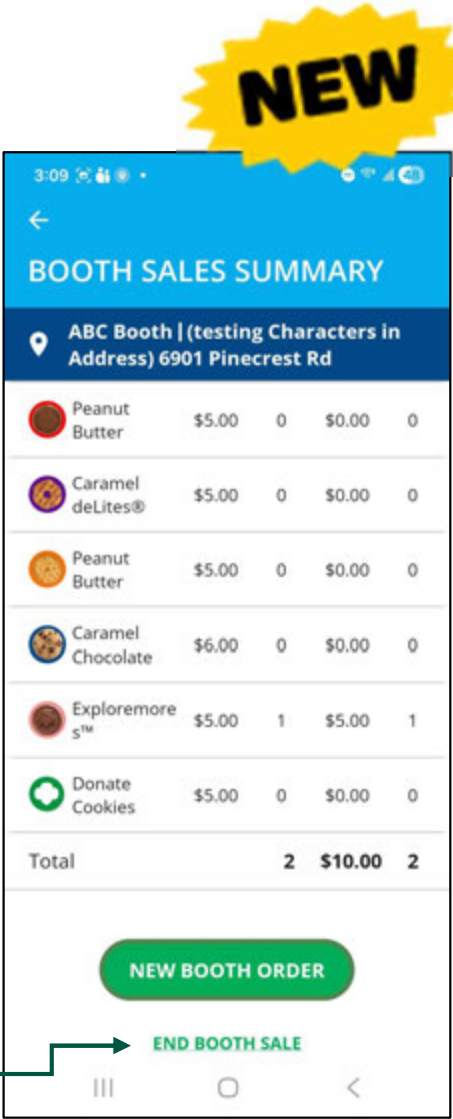 NEW
3:09
48
BOOTH SALES SUMMARY
ABC Booth | (testing Characters in
Address) 6901 Pinecrest Rd
Peanut
Butter $5.00 0 $0.00 0
Caramel
deLites® $5.00 0 $0.00 0
Peanut
Butter $5.00 0 $0.00 0
Caramel
Chocolate $6.00 0 $0.00 0
Exploremore
s™ $5.00 1 $5.00 1
Donate
Cookies $5.00 0 $0.00 0
Total 2 $10.00 2
NEW BOOTH ORDER
END BOOTH SALE